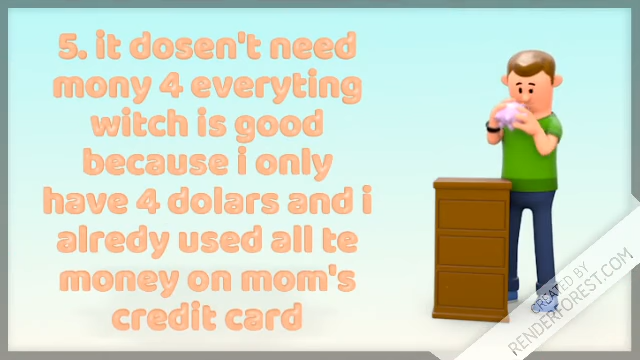 5. it dosen't need
mony 4 everyting
witch is good
because i only
have 4 dolars and i
alredy used all te
money on mom's
credit card
CREATED BY
RENDERFOREST.COM